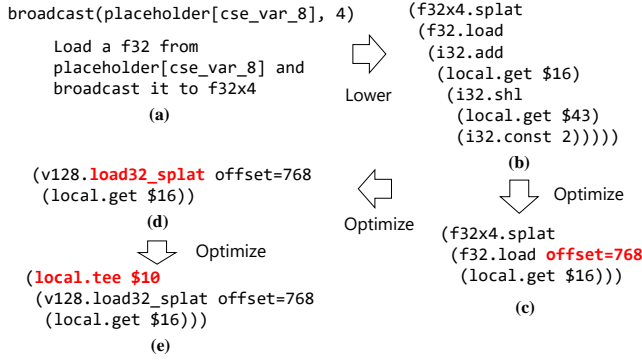 broadcast(placeholder[cse_var_8], 4)
Load a f32 from
placeholder[cse_var_8] and
broadcast it to f32x4
(a)
Lower
(f32x4.splat
(f32.load
(i32.add
(local.get $16)
(i32.shl
(local.get $43)
(i32.const 2)))))
(b)
Optimize
(f32x4.splat
(f32.load offset=768
(local.get $16)))
(c)
Optimize
(v128.load32_splat offset=768
(local.get $16))
(d)
Optimize
(local.tee $10
(v128.load32_splat offset=768
(local.get $16)))
(e)